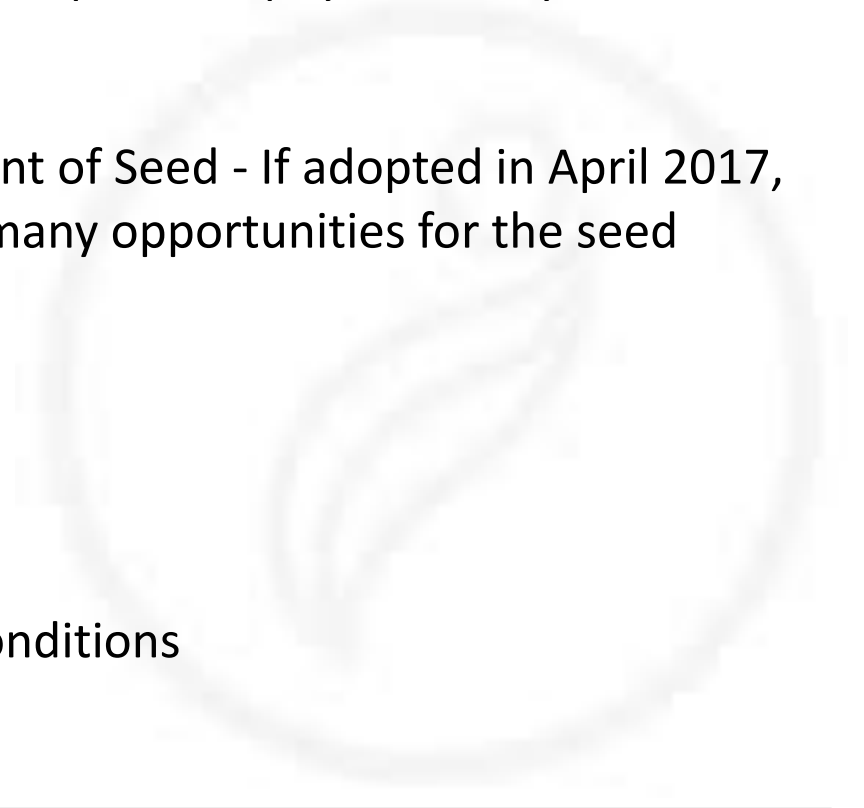 nt of Seed - If adopted in April 2017,
many opportunities for the seed
onditions